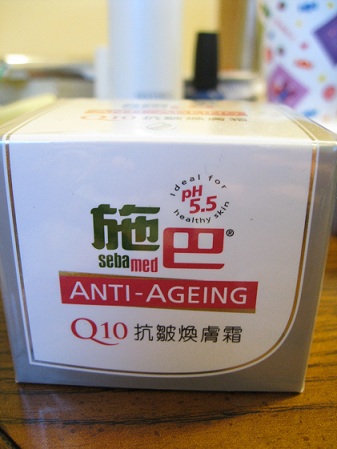 ideal for
pH
5.5
healthy skin
施巴®
sebamed
ANTI-AGEING
Q10 抗皺煥膚霜